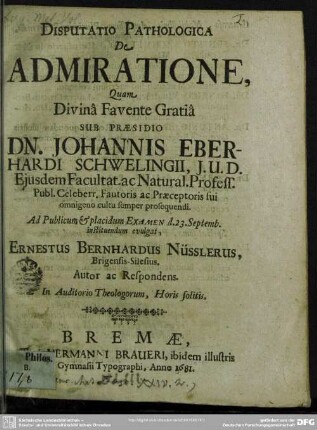 DISPUTATIO PATHOLOGICA
De
ADMIRATIONE,
Quam
Divinâ Favente Gratiâ
SUB PRÆSIDIO
DN. JOHANNIS EBER-
HARDI SCHWELINGII, J.U.D.
Ejusdem Facultat. ac Natural. Profess.
Publ. Celeberr, Fautoris ac Præceptoris sui
omnigeno cultu semper prosequendi.
Ad Publicum & placidum EXAMEN d. 23. Septemb.
instituendum evulgat,
ERNESTUS BERNHARDUS NÜSSLERUS,
Brigensis-Silesius,
Autor ac Respondens.
In Auditorio Theologorum, Horis solitis.
BREMÆ,
HERMANNI BRAUERI, ibidem illustris
Gymnasii Typographi, Anno 1681.
Philos.
B.